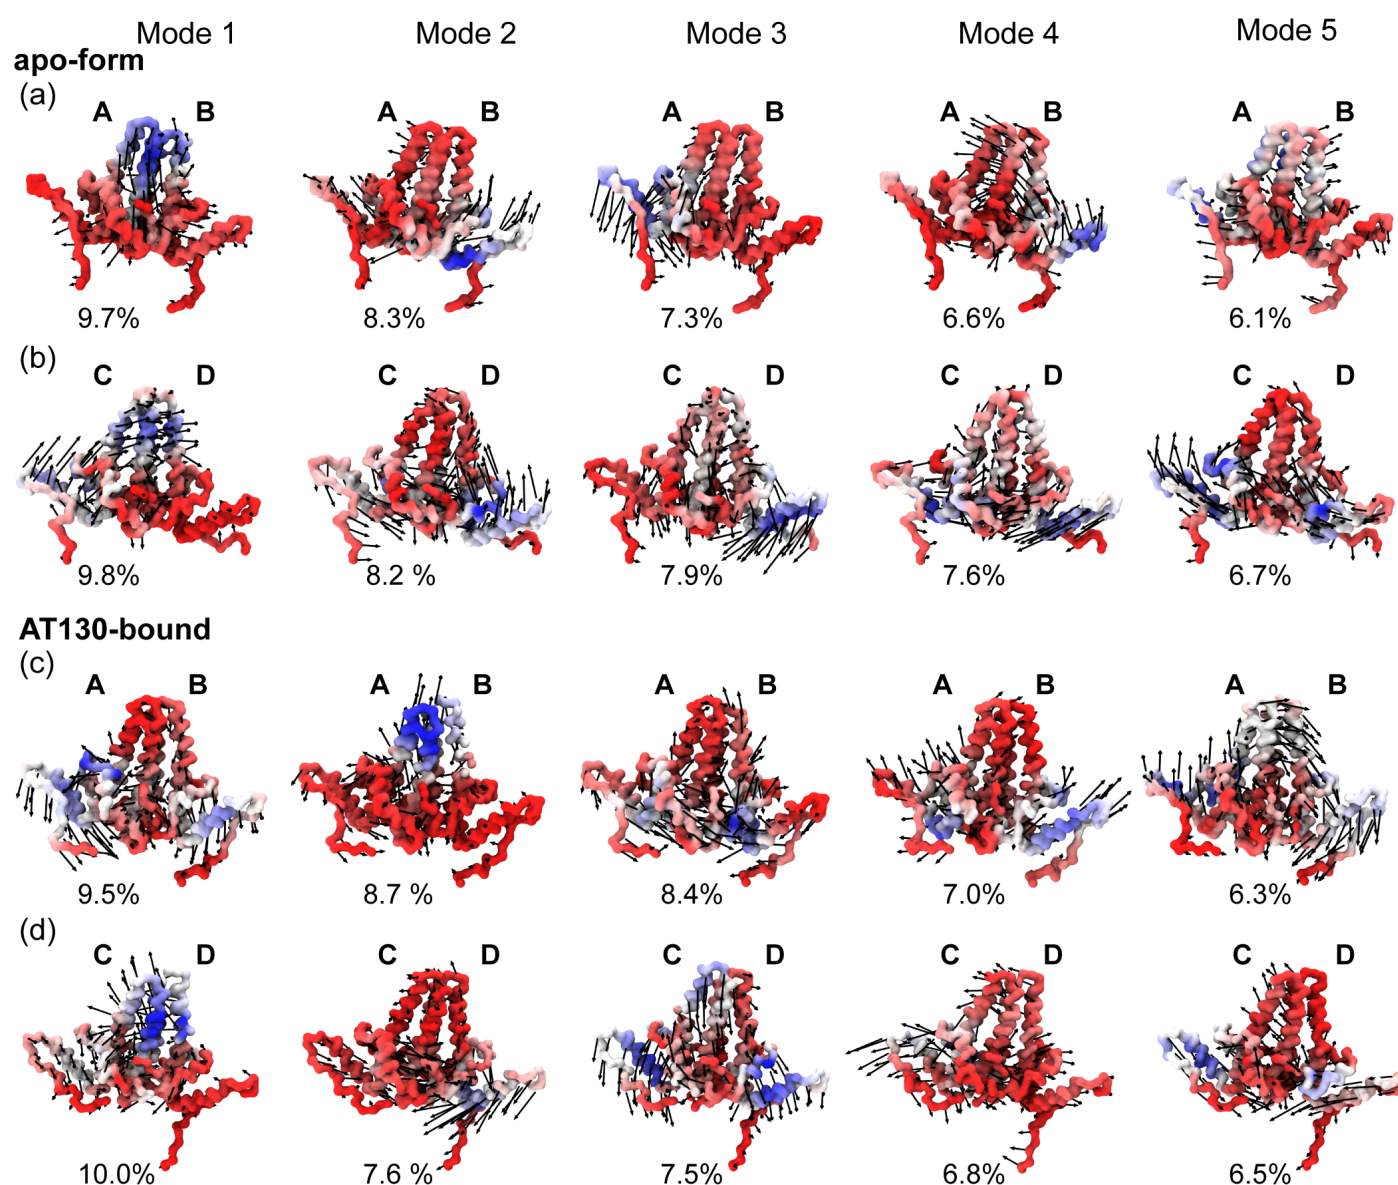 Mode 1 Mode 2 Mode 3 Mode 4 Mode 5
apo-form
(a)
A B A B A B A B A B
9.7% 8.3% 7.3% 6.6% 6.1%
(b)
C D C D C D C D C D
9.8% 8.2 % 7.9% 7.6% 6.7%
AT130-bound
(c)
A B A B A B A B A B
9.5% 8.7 % 8.4% 7.0% 6.3%
(d)
C D C D C D C D C D
10.0% 7.6 % 7.5% 6.8% 6.5%